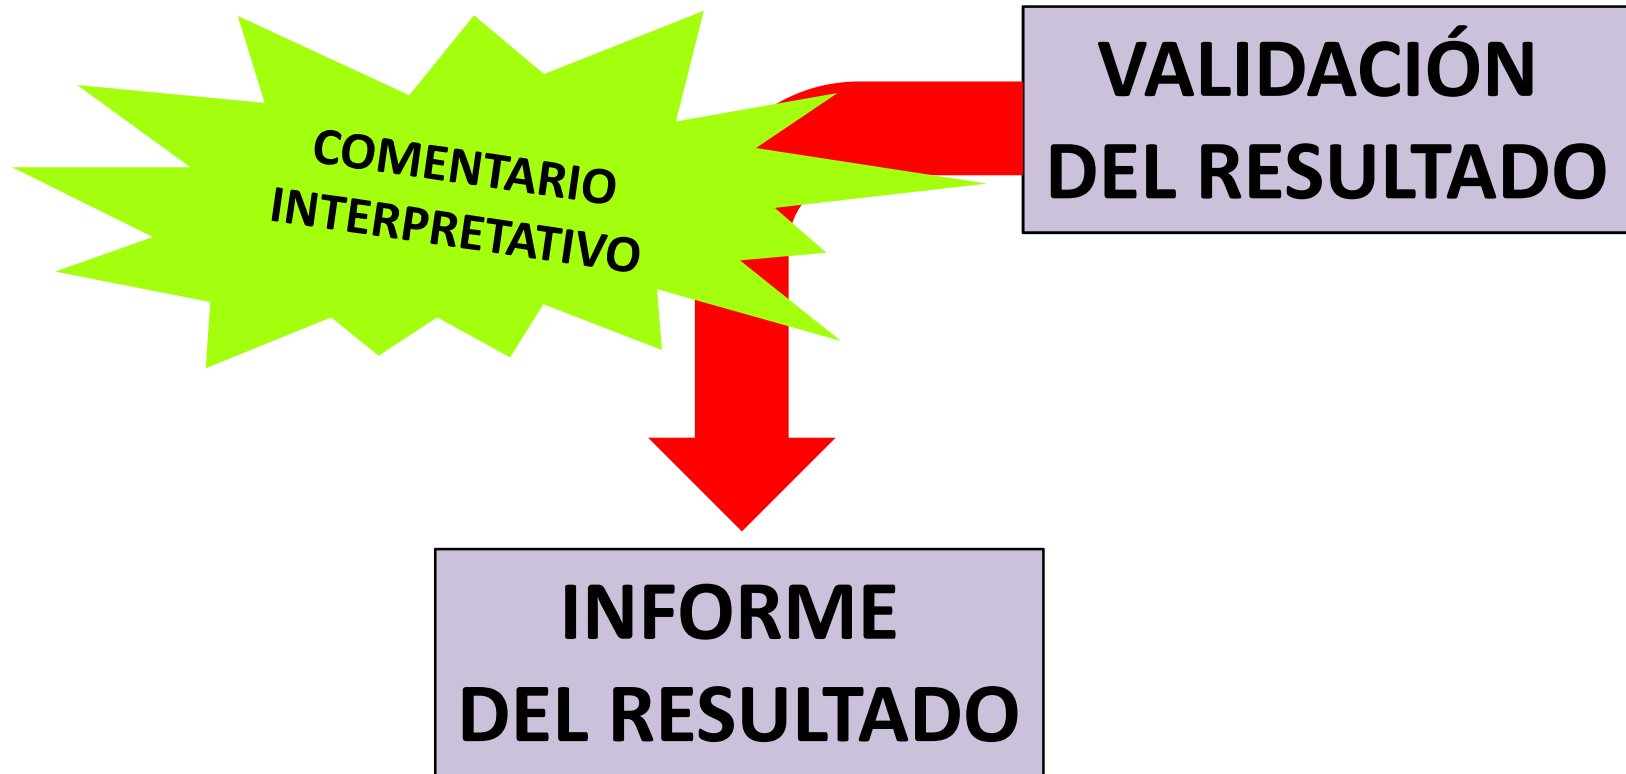 COMENTARIO
INTERPRETATIVO
VALIDACIÓN
DEL RESULTADO
INFORME
DEL RESULTADO